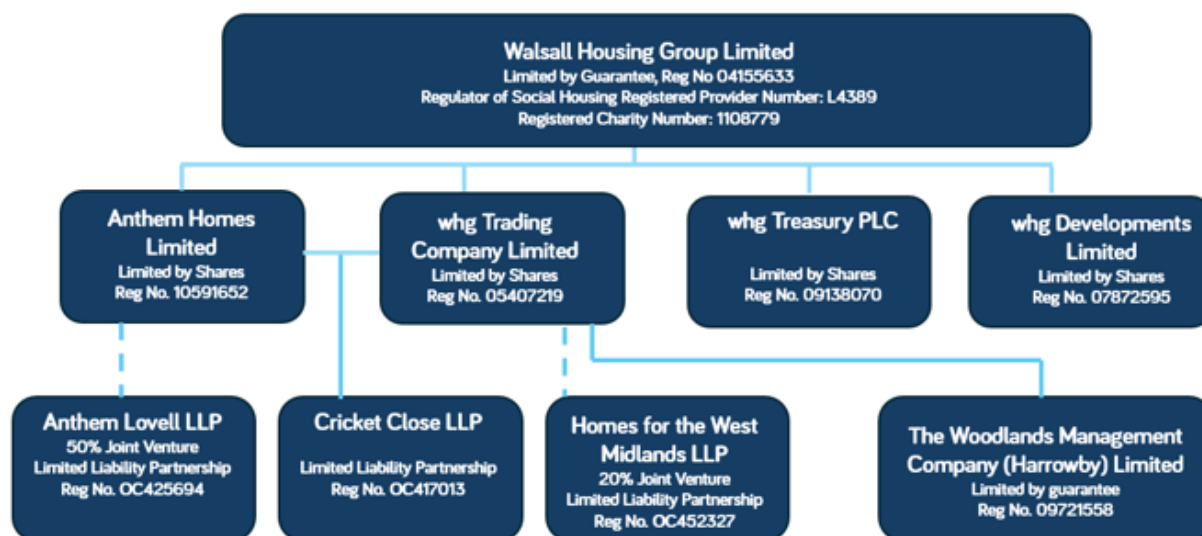 Walsall Housing Group Limited
Limited by Guarantee, Reg No 04155633
Regulator of Social Housing Registered Provider Number: L4389
Registered Charity Number: 1108779
Anthem Homes
Limited
Limited by Shares
Reg No. 10591652
whg Trading
Company Limited
Limited by Shares
Reg No. 05407219
whg Treasury PLC
Limited by Shares
Reg No. 09138070
whg Developments
Limited
Limited by Shares
Reg No. 07872595
Anthem Lovell LLP
50% Joint Venture
Limited Liability Partnership
Reg No. OC425694
Cricket Close LLP
Limited Liability Partnership
Reg No. OC417013
Homes for the West
Midlands LLP
20% Joint Venture
Limited Liability Partnership
Reg No. OC452327
The Woodlands Management
Company (Harrowby) Limited
Limited by guarantee
Reg No. 09721558